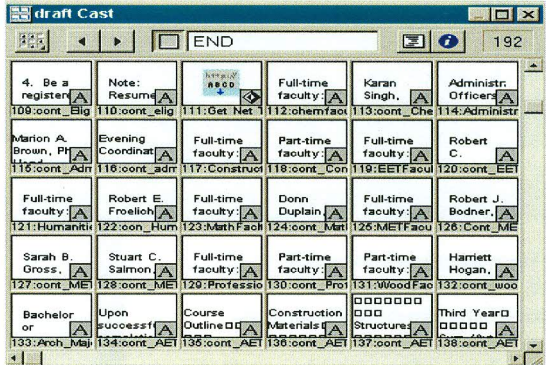 draft Cast
END 192
4. Be a
registere
109:cont_Elig
Note:
Resume
110:cont_elig
111:Get Net T
Full-time
faculty:
112:chemfacu
Karan
Singh,
113:cont_Che
Administr.
Officers
114:Administr
Marion A.
Brown, Ph
115:cont_Adm
Evening
Coordinat
116:cont_adm
Full-time
faculty:
117:Construct
Part-time
faculty:
118:cont_Con
Full-time
faculty:
119:EETFacul
Robert
C.
120:cont_EET
Full-time
faculty:
121:Humanitie
Robert E.
Froelich
122:con_Hum
Full-time
faculty:
123:MathFacl
Donn
Duplain,
124:cont_Mat
Full-time
faculty:
125:METFacu
Robert J.
Bodner,
126:Cont_ME
Sarah B.
Gross,
127:cont_MET
Stuart C.
Salmon,
128:cont_ME
Full-time
faculty:
129:Professio
Part-time
faculty:
130:cont_Prof
Part-time
faculty:
131:WoodFac
Harriett
Hogan,
132:cont_woo
Bachelor
or
133:Arch_Maj
Upon
successf
134:cont_AET
Course
Outline
135:cont_AET
Construction
Materials
136:cont_AET
Structures
137:cont_AET
Third Year
138:cont_AET